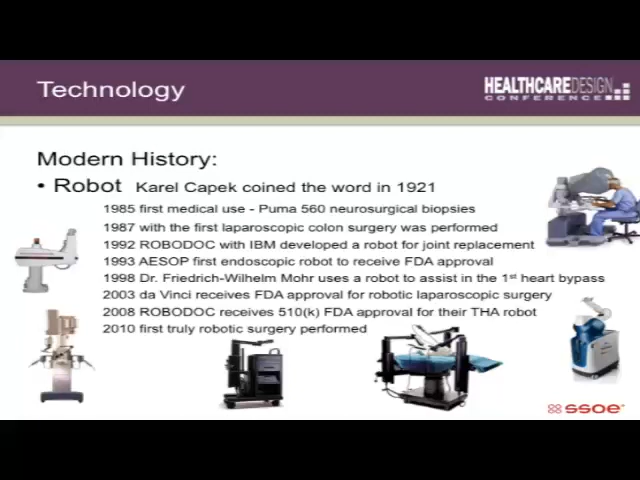 Technology
HEALTHCAREDESIGN
CONFERENCE
Modern History:
• Robot Karel Capek coined the word in 1921
1985 first medical use - Puma 560 neurosurgical biopsies
1987 with the first laparoscopic colon surgery was performed
1992 ROBODOC with IBM developed a robot for joint replacement
1993 AESOP first endoscopic robot to receive FDA approval
1998 Dr. Friedrich-Wilhelm Mohr uses a robot to assist in the 1st heart bypass
2003 da Vinci receives FDA approval for robotic laparoscopic surgery
2008 ROBODOC receives 510(k) FDA approval for their THA robot
2010 first truly robotic surgery performed
ssoe